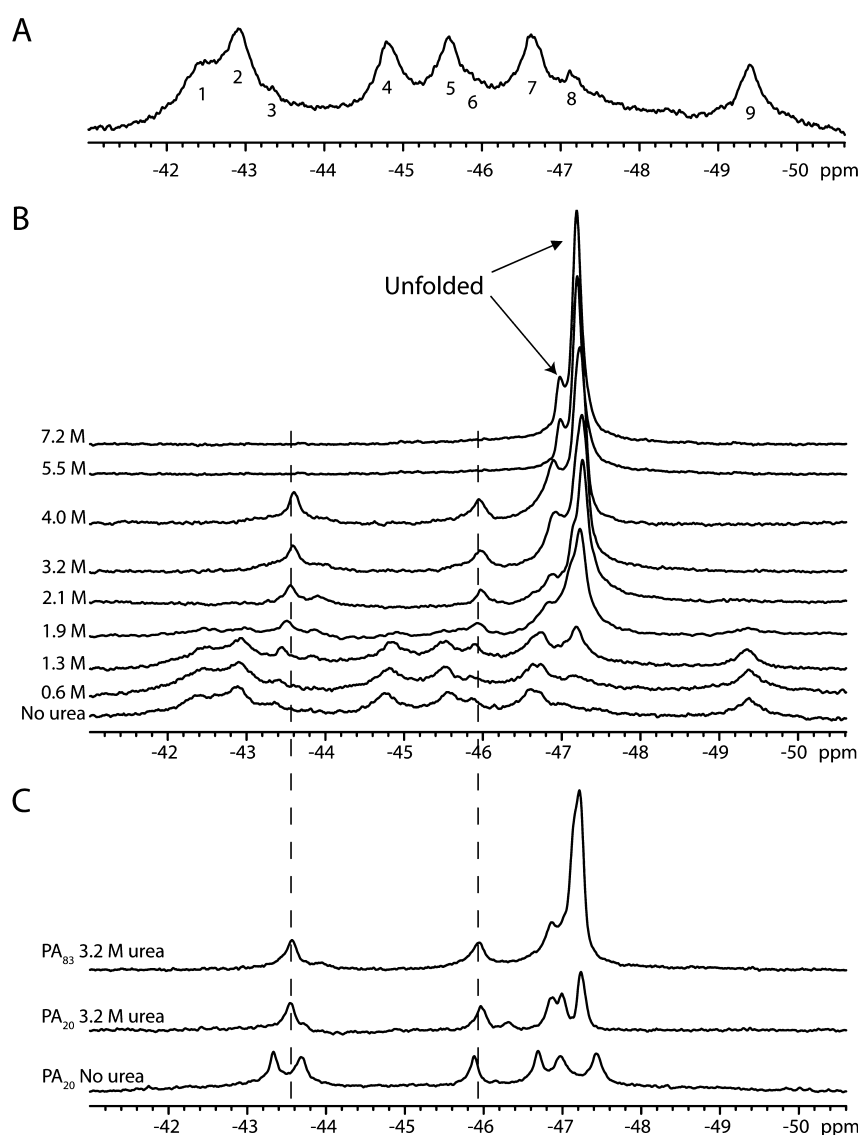 A
1 2 3 4 5 6 7 8 9
-42 -43 -44 -45 -46 -47 -48 -49 -50 ppm
B
Unfolded
7.2 M
5.5 M
4.0 M
3.2 M
2.1 M
1.9 M
1.3 M
0.6 M
No urea
-42 -43 -44 -45 -46 -47 -48 -49 -50 ppm
C
PA83 3.2 M urea
PA20 3.2 M urea
PA20 No urea
-42 -43 -44 -45 -46 -47 -48 -49 -50 ppm